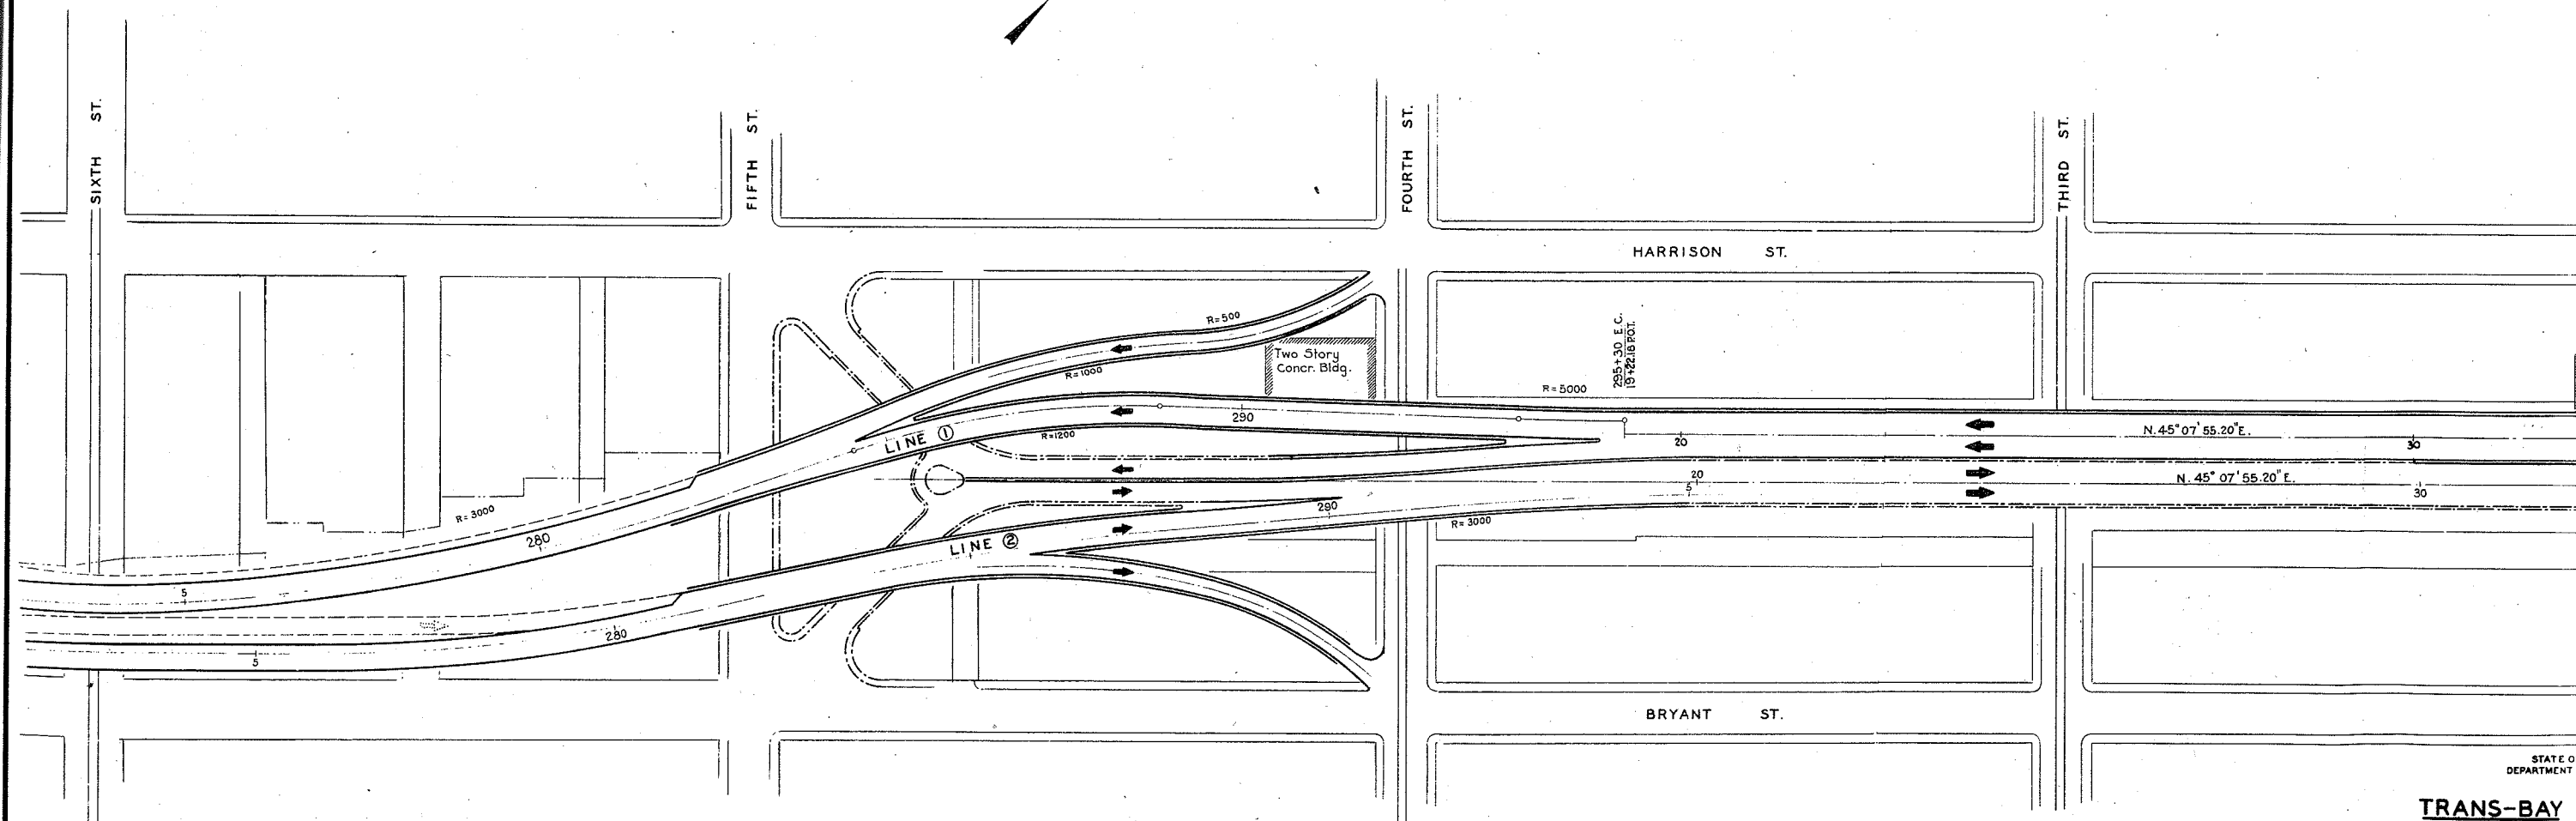 SIXTH ST.
FIFTH ST.
FOURTH ST.
THIRD ST.
HARRISON ST.
R=500
Two Story
Concr. Bldg.
R=1000
R=5000
295+30 E.C.
19+22.18 P.O.T.
290
LINE ①
R=1200
20
N. 45° 07' 55.20" E.
30
20
5
N. 45° 07' 55.20" E.
30
R=3000
280
290
R=3000
LINE ②
5
280
5
BRYANT ST.
STATE O
DEPARTMENT
TRANS-BAY